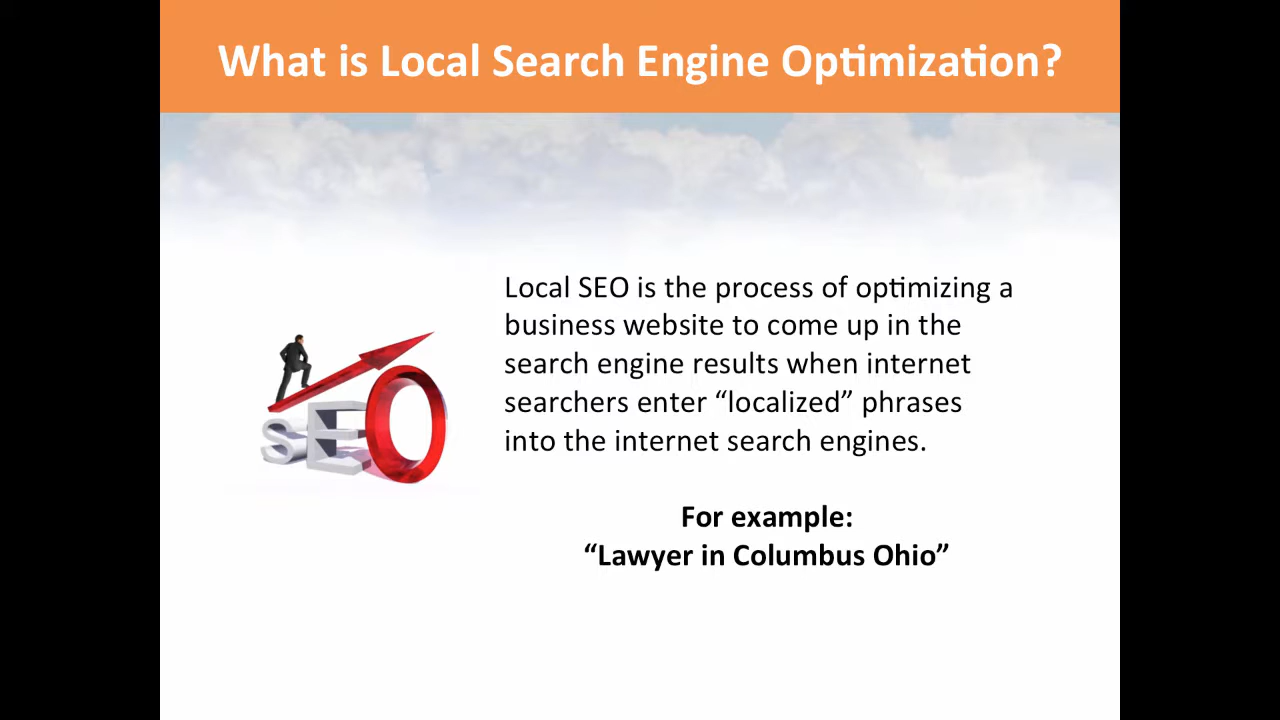 What is Local Search Engine Optimization?
Local SEO is the process of optimizing a
business website to come up in the
search engine results when internet
searchers enter “localized” phrases
into the internet search engines.
SEO
For example:
“Lawyer in Columbus Ohio”